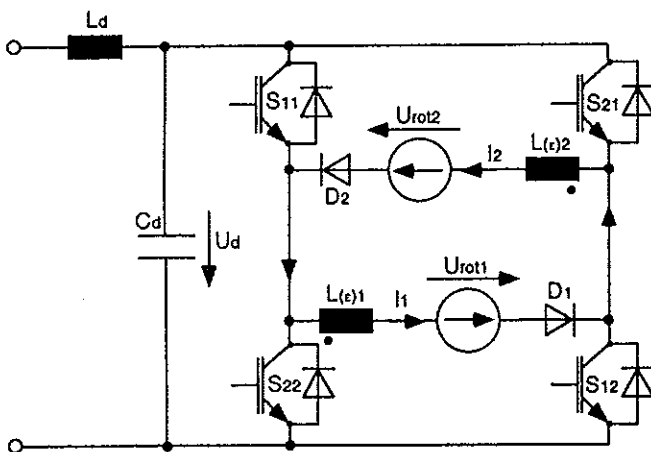 Ld
S11
S21
Urot2
I2
L(ε)2
D2
Cd
Ud
Urot1
L(ε)1
I1
D1
S22
S12